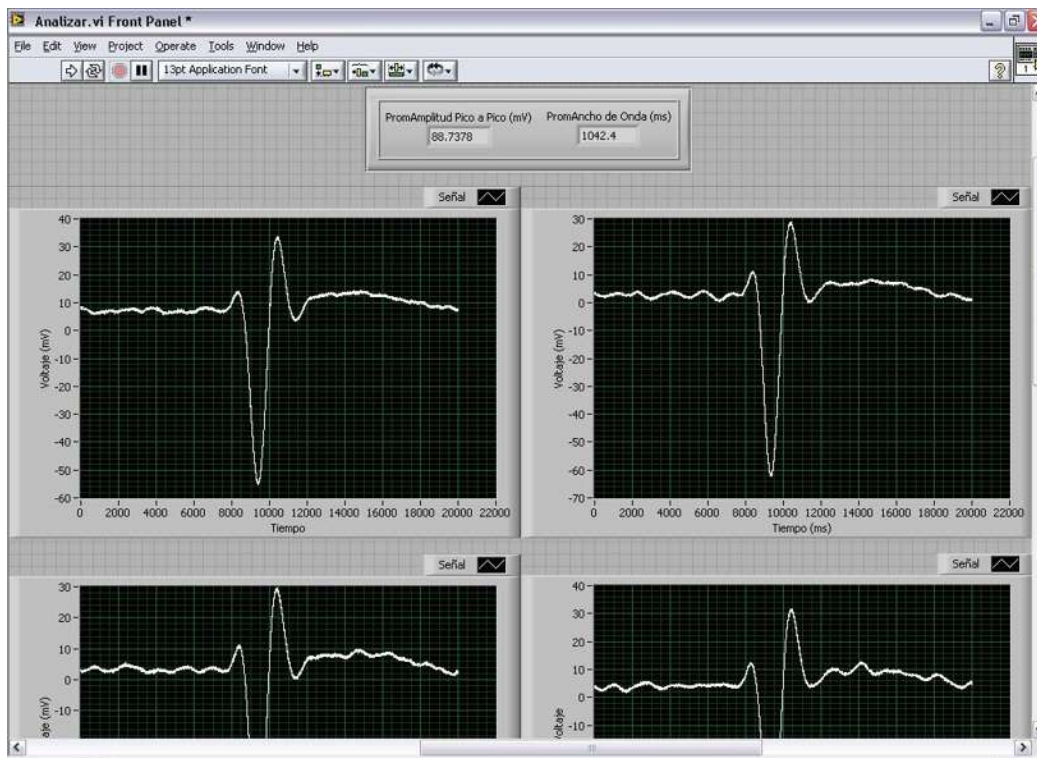 Analizar.vi Front Panel *
File Edit View Project Operate Tools Window Help
13pt Application Font
1
PromAmplitud Pico a Pico (mV) PromAncho de Onda (ms)
88.7378 1042.4
Señal
40
30
20
10
0
-10
-20
-30
-40
-50
-60
Voltaje (mV)
0 2000 4000 6000 8000 10000 12000 14000 16000 18000 20000 22000
Tiempo
Señal
30
20
10
0
-10
-20
-30
-40
-50
-60
-70
Voltaje (mV)
0 2000 4000 6000 8000 10000 12000 14000 16000 18000 20000 22000
Tiempo (ms)
Señal
30
20
10
0
-10
aje (mV)
Señal
40
30
20
10
0
-10
Voltaje